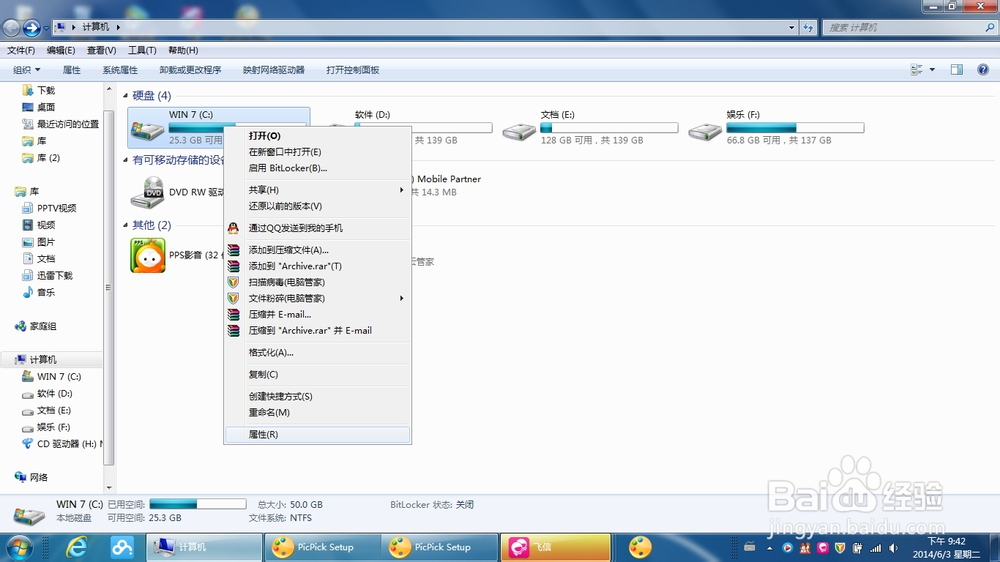 计算机
搜索 计算机
文件(F) 编辑(E) 查看(V) 工具(T) 帮助(H)
组织 属性 系统属性 卸载或更改程序 映射网络驱动器 打开控制面板
下载
桌面
最近访问的位置
库
库 (2)
库
PPTV视频
视频
图片
文档
迅雷下载
音乐
家庭组
计算机
WIN 7 (C:)
软件 (D:)
文档 (E:)
娱乐 (F:)
CD 驱动器 (H:)
网络
硬盘 (4)
WIN 7 (C:)
25.3 GB 可用
软件 (D:)
共 139 GB
文档 (E:)
128 GB 可用，共 139 GB
娱乐 (F:)
66.8 GB 可用，共 137 GB
有可移动存储的设
DVD RW 驱动
) Mobile Partner
共 14.3 MB
其他 (2)
PPS影音 (32
云管家
打开(O)
在新窗口中打开(E)
启用 BitLocker(B)...
共享(H)
还原以前的版本(V)
通过QQ发送到我的手机
添加到压缩文件(A)...
添加到 "Archive.rar"(T)
扫描病毒(电脑管家)
文件粉碎(电脑管家)
压缩并 E-mail...
压缩到 "Archive.rar" 并 E-mail
格式化(A)...
复制(C)
创建快捷方式(S)
重命名(M)
属性(R)
WIN 7 (C:) 已用空间: 总大小: 50.0 GB BitLocker 状态: 关闭
本地磁盘 可用空间: 25.3 GB 文件系统: NTFS
Baidu 经验
jingyan.baidu.com
计算机 PicPick Setup PicPick Setup 飞信
下午 9:42
2014/6/3 星期二